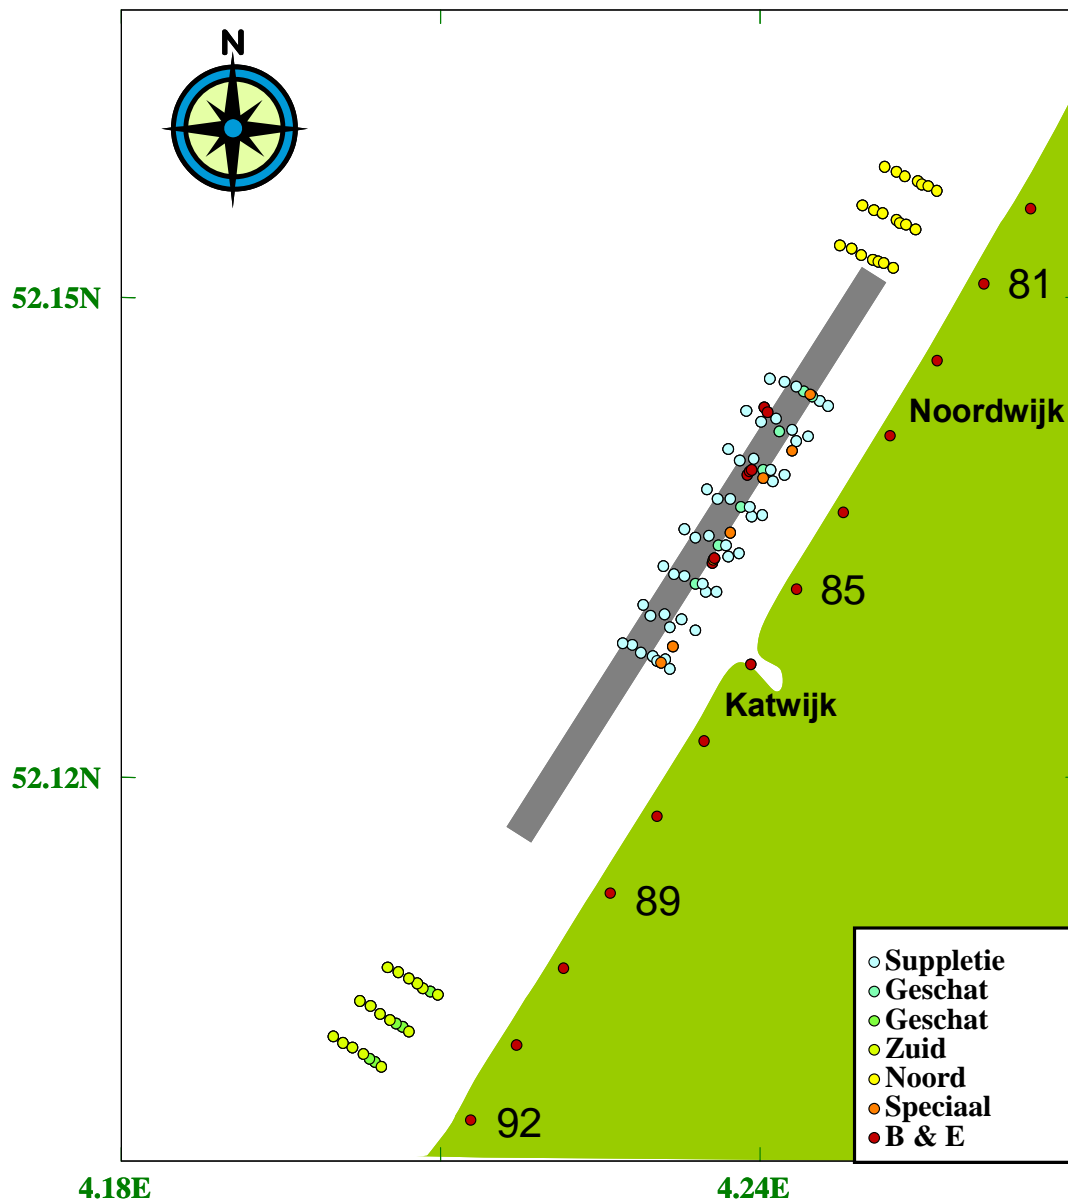 N
52.15N
81
Noordwijk
85
Katwijk
52.12N
89
Suppletie
Geschat
Geschat
Zuid
Noord
Speciaal
B & E
92
4.18E
4.24E